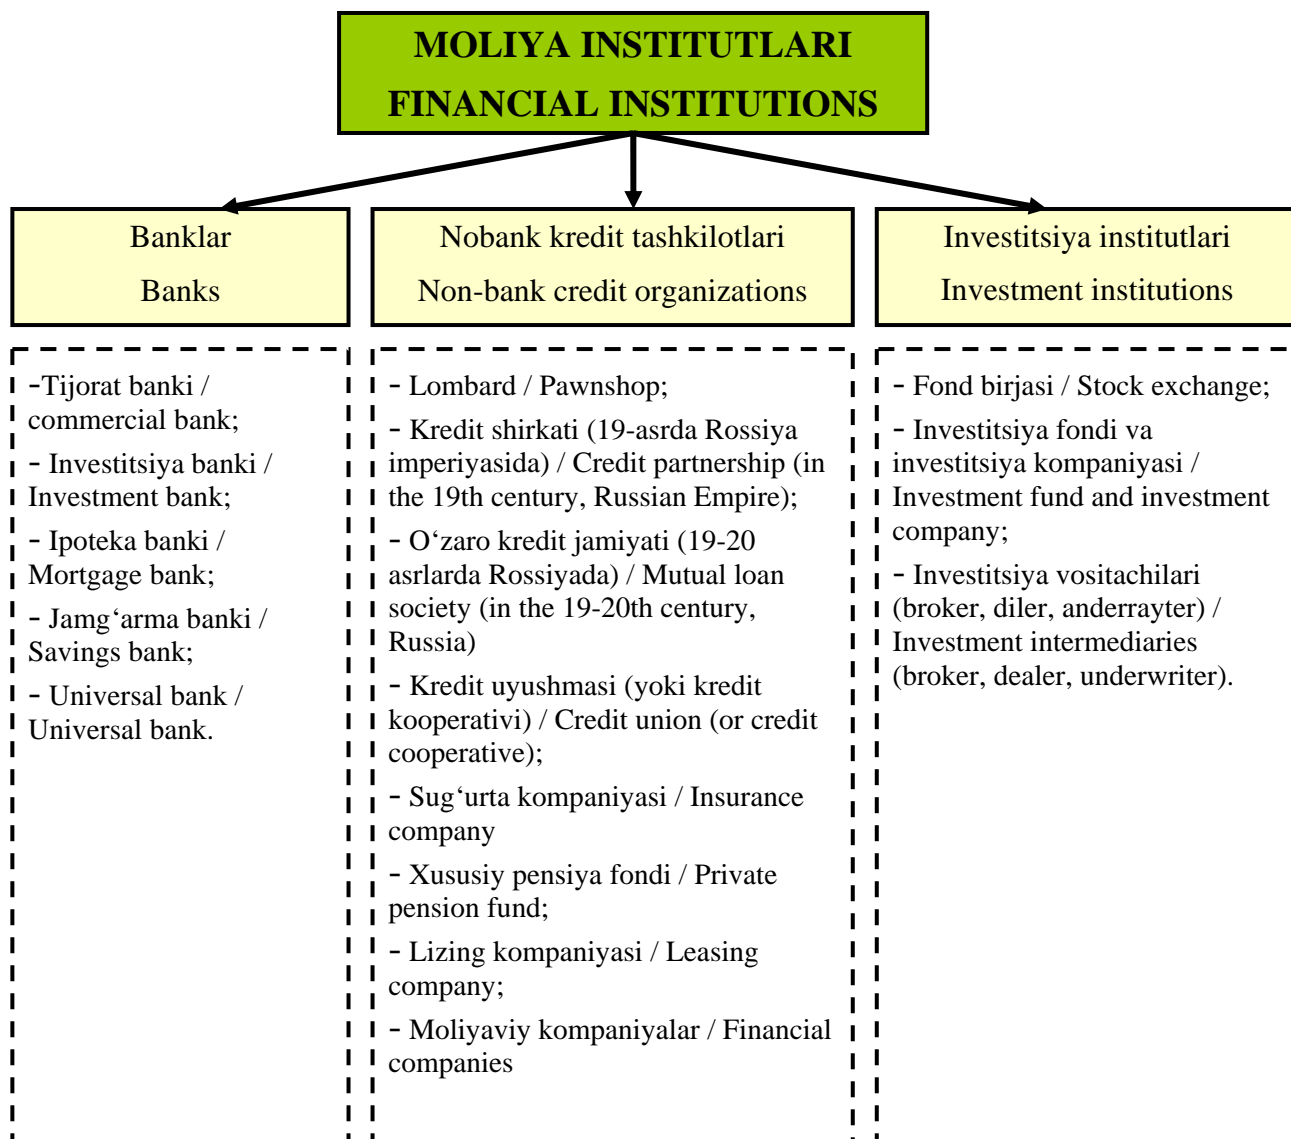 MOLIYA INSTITUTLARI
FINANCIAL INSTITUTIONS
Banklar
Banks
Nobank kredit tashkilotlari
Non-bank credit organizations
Investitsiya institutlari
Investment institutions
-Tijorat banki /
commercial bank;
- Investitsiya banki /
Investment bank;
- Ipoteka banki /
Mortgage bank;
- Jamg‘arma banki /
Savings bank;
- Universal bank /
Universal bank.
- Lombard / Pawnshop;
- Kredit shirkati (19-asrda Rossiya
imperiyasida) / Credit partnership (in
the 19th century, Russian Empire);
- O‘zaro kredit jamiyati (19-20
asrlarda Rossiyada) / Mutual loan
society (in the 19-20th century,
Russia)
- Kredit uyushmasi (yoki kredit
kooperativi) / Credit union (or credit
cooperative);
- Sug‘urta kompaniyasi / Insurance
company
- Xususiy pensiya fondi / Private
pension fund;
- Lizing kompaniyasi / Leasing
company;
- Moliyaviy kompaniyalar / Financial
companies
- Fond birjasi / Stock exchange;
- Investitsiya fondi va
investitsiya kompaniyasi /
Investment fund and investment
company;
- Investitsiya vositachilari
(broker, diler, anderrayter) /
Investment intermediaries
(broker, dealer, underwriter).